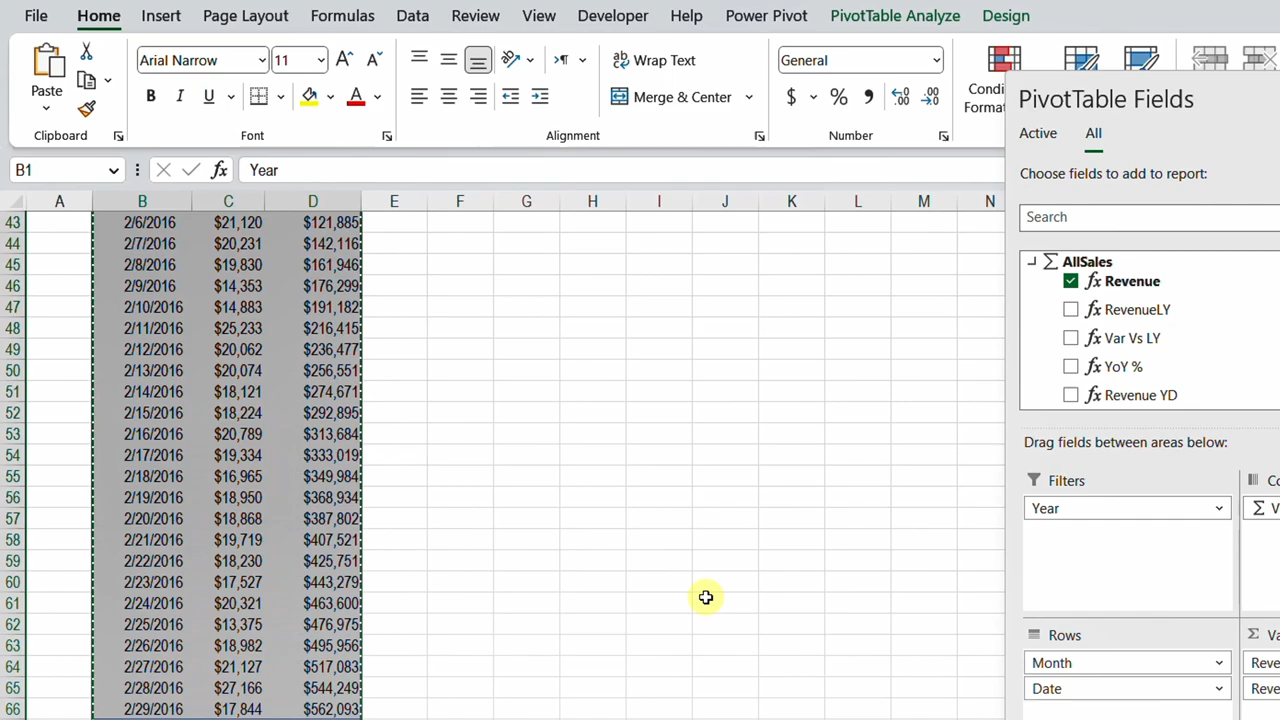 File Home Insert Page Layout Formulas Data Review View Developer Help Power Pivot PivotTable Analyze Design
Paste
Clipboard
Arial Narrow 11
B I U A
Font
Wrap Text
Merge & Center
Alignment
General
$ % 9
Number
B1 fx Year
PivotTable Fields
Active All
Choose fields to add to report:
Search
AllSales
fx Revenue
fx RevenueLY
fx Var Vs LY
fx YoY %
fx Revenue YD
Drag fields between areas below:
Filters
Year
Rows
Month
Date
A B C D E F G H I J K L M N
43 2/6/2016 $21,120 $121,885
44 2/7/2016 $20,231 $142,116
45 2/8/2016 $19,830 $161,946
46 2/9/2016 $14,353 $176,299
47 2/10/2016 $14,883 $191,182
48 2/11/2016 $25,233 $216,415
49 2/12/2016 $20,062 $236,477
50 2/13/2016 $20,074 $256,551
51 2/14/2016 $18,121 $274,671
52 2/15/2016 $18,224 $292,895
53 2/16/2016 $20,789 $313,684
54 2/17/2016 $19,334 $333,019
55 2/18/2016 $16,965 $349,984
56 2/19/2016 $18,950 $368,934
57 2/20/2016 $18,868 $387,802
58 2/21/2016 $19,719 $407,521
59 2/22/2016 $18,230 $425,751
60 2/23/2016 $17,527 $443,279
61 2/24/2016 $20,321 $463,600
62 2/25/2016 $13,375 $476,975
63 2/26/2016 $18,982 $495,956
64 2/27/2016 $21,127 $517,083
65 2/28/2016 $27,166 $544,249
66 2/29/2016 $17,844 $562,093